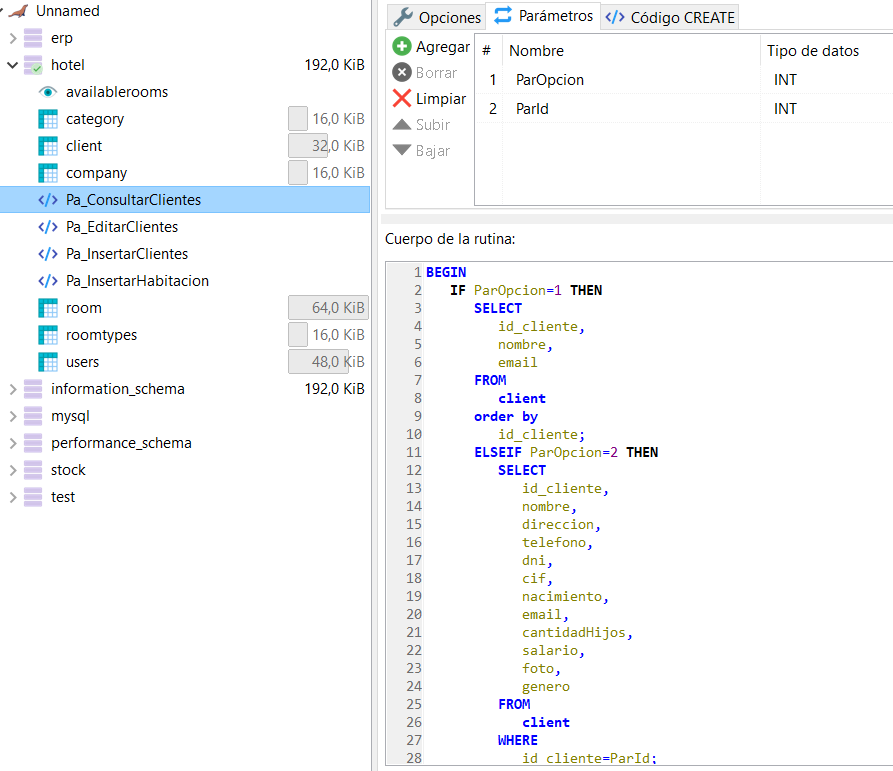 Unnamed
erp
hotel 192,0 KiB
availablerooms
category 16,0 KiB
client 32,0 KiB
company 16,0 KiB
Pa_ConsultarClientes
Pa_EditarClientes
Pa_InsertarClientes
Pa_InsertarHabitacion
room 64,0 KiB
roomtypes 16,0 KiB
users 48,0 KiB
information_schema 192,0 KiB
mysql
performance_schema
stock
test
Opciones Parámetros Código CREATE
Agregar
Borrar
Limpiar
Subir
Bajar
# Nombre Tipo de datos
1 ParOpcion INT
2 ParId INT
Cuerpo de la rutina:
1 BEGIN
2 IF ParOpcion=1 THEN
3 SELECT
4 id_cliente,
5 nombre,
6 email
7 FROM
8 client
9 order by
10 id_cliente;
11 ELSEIF ParOpcion=2 THEN
12 SELECT
13 id_cliente,
14 nombre,
15 direccion,
16 telefono,
17 dni,
18 cif,
19 nacimiento,
20 email,
21 cantidadHijos,
22 salario,
23 foto,
24 genero
25 FROM
26 client
27 WHERE
28 id_cliente=ParId;